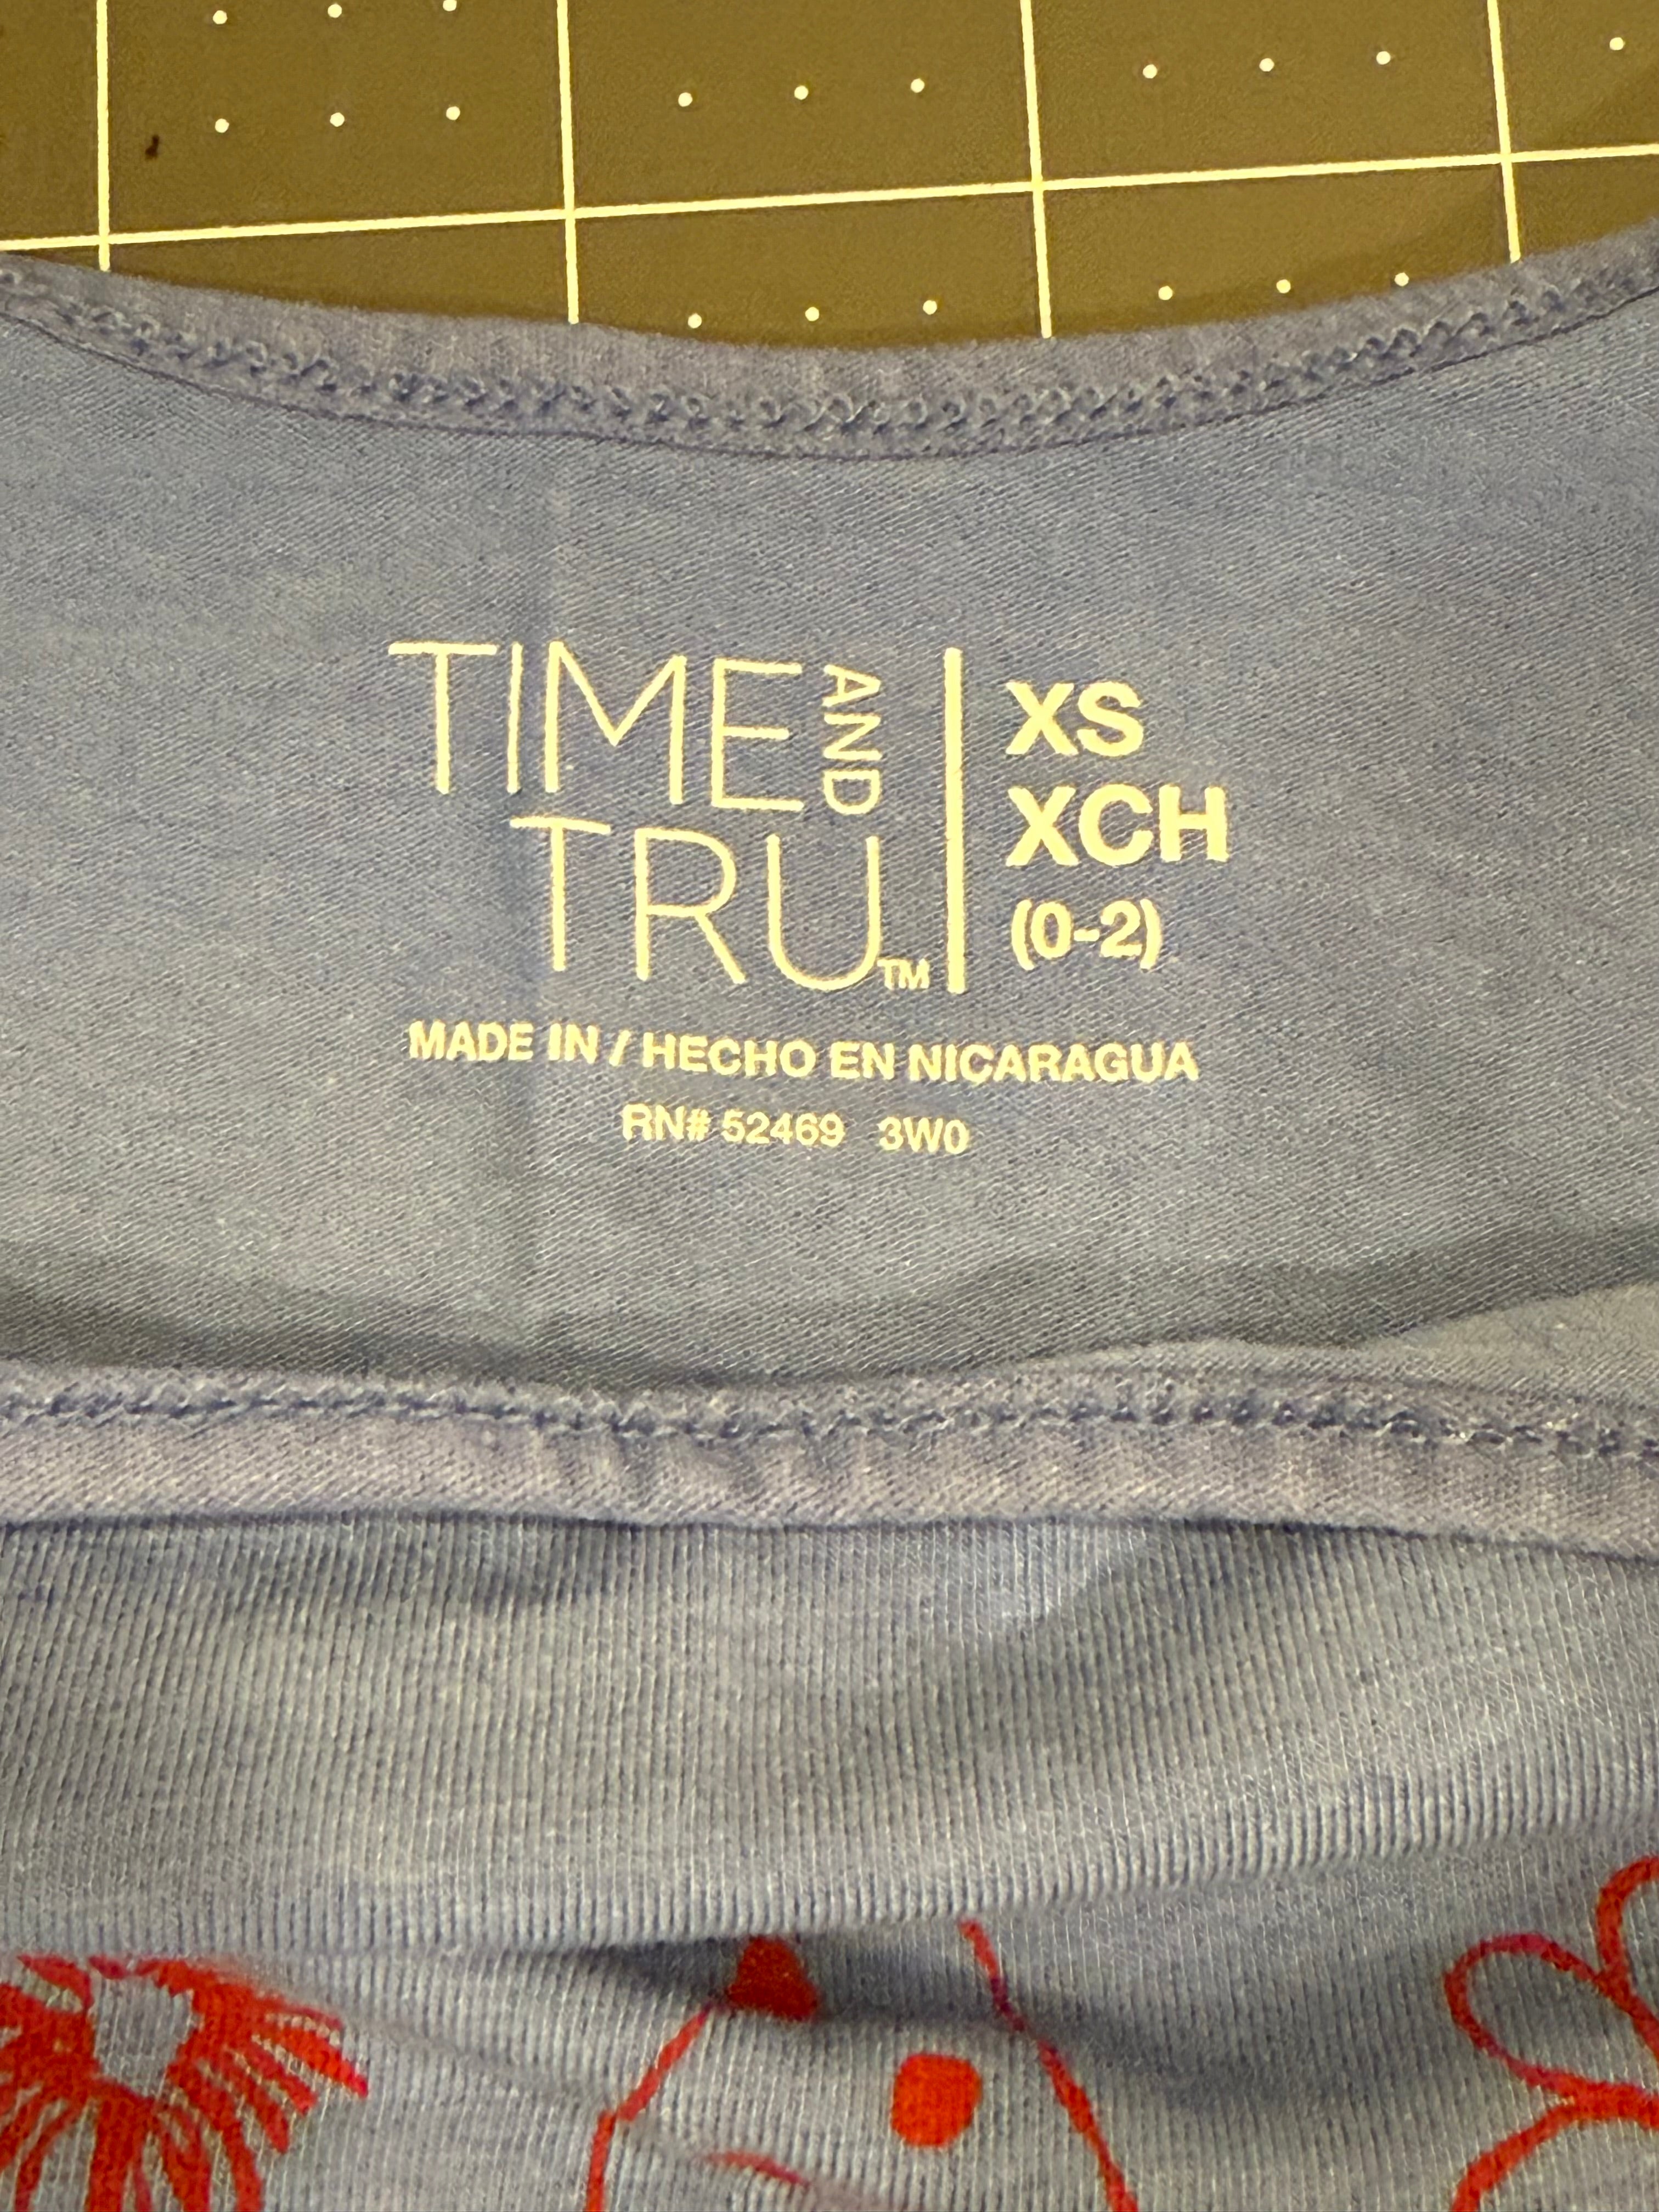 TIME AND
TRU™
XS
XCH
(0-2)
MADE IN / HECHO EN NICARAGUA
RN# 52469 3W0